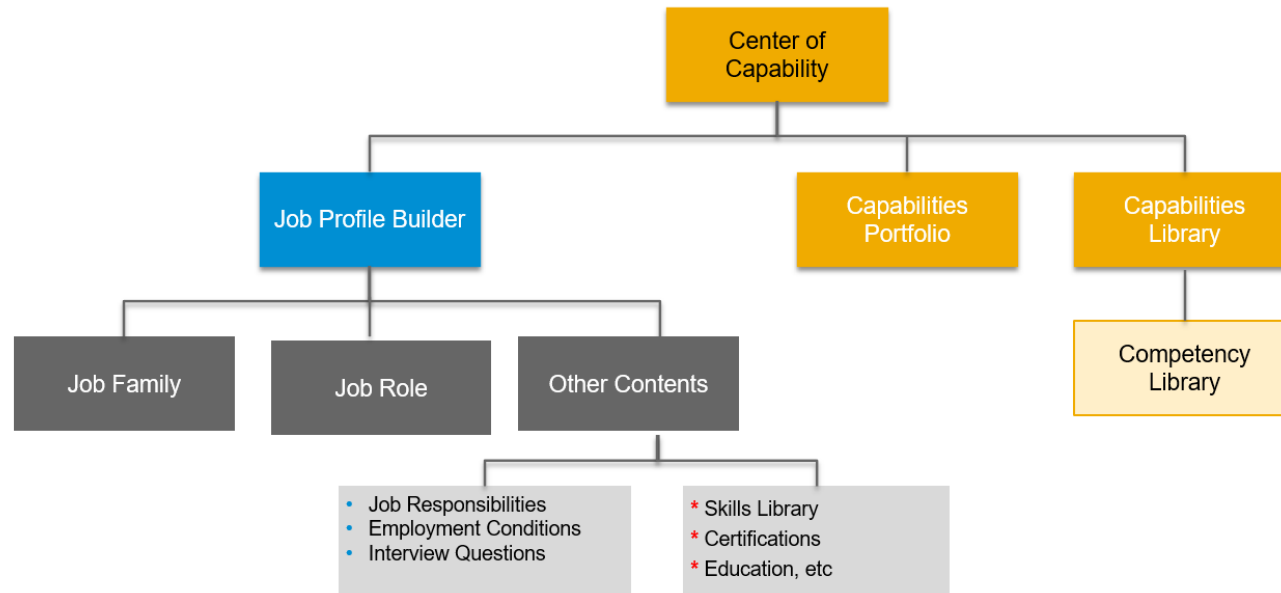 Center of
Capability
Job Profile Builder
Capabilities
Portfolio
Capabilities
Library
Job Family
Job Role
Other Contents
Competency
Library
• Job Responsibilities
• Employment Conditions
• Interview Questions
* Skills Library
* Certifications
* Education, etc